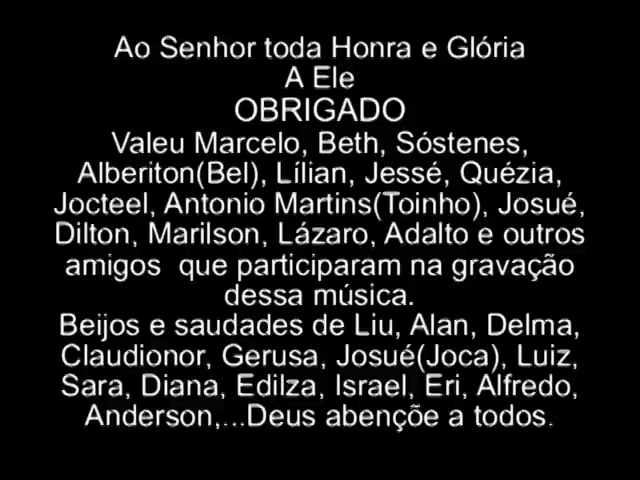 Ao Senhor toda Honra e Glória
A Ele
OBRIGADO
Valeu Marcelo, Beth, Sóstenes,
Alberiton(Bel), Lílian, Jessé, Quézia,
Jocteel, Antonio Martins(Toinho), Josué,
Dilton, Marilson, Lázaro, Adalto e outros
amigos  que participaram na gravação
dessa música.
Beijos e saudades de Liu, Alan, Delma,
Claudionor, Gerusa, Josué(Joca), Luiz,
Sara, Diana, Edilza, Israel, Eri, Alfredo,
Anderson,...Deus abençõe a todos.